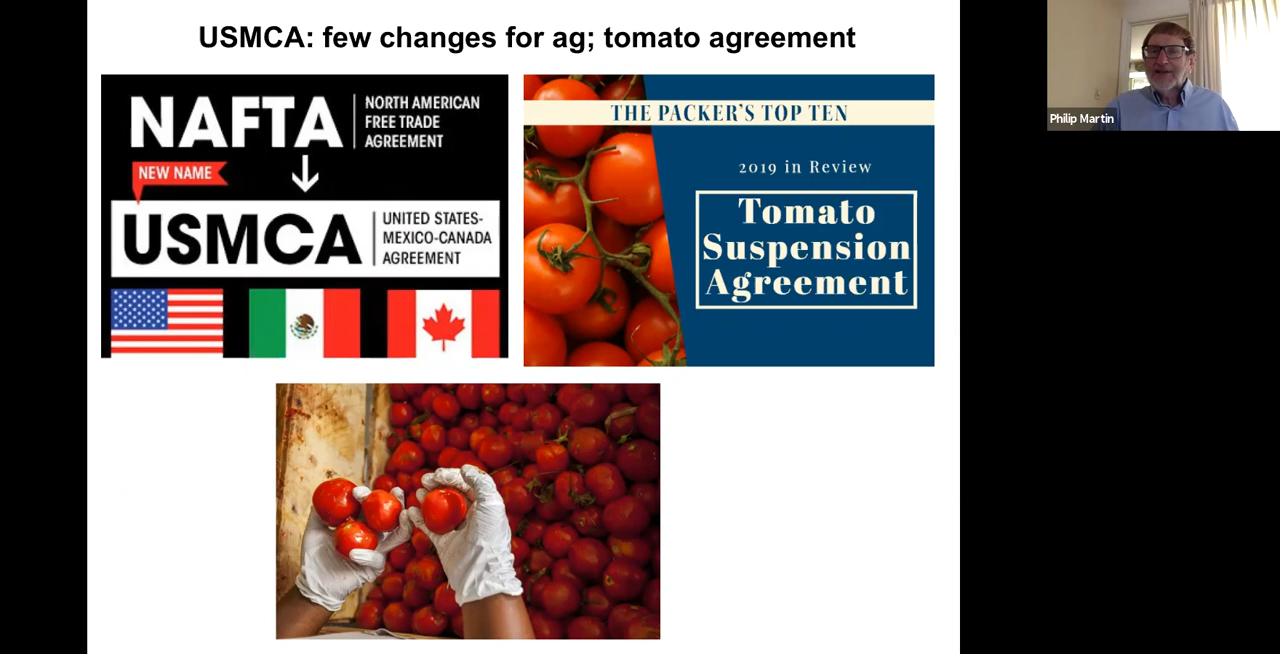 USMCA: few changes for ag; tomato agreement
NAFTA
NORTH AMERICAN
FREE TRADE
AGREEMENT
NEW NAME
USMCA
UNITED STATES-
MEXICO-CANADA
AGREEMENT
THE PACKER'S TOP TEN
2019 in Review
Tomato
Suspension
Agreement
Philip Martin